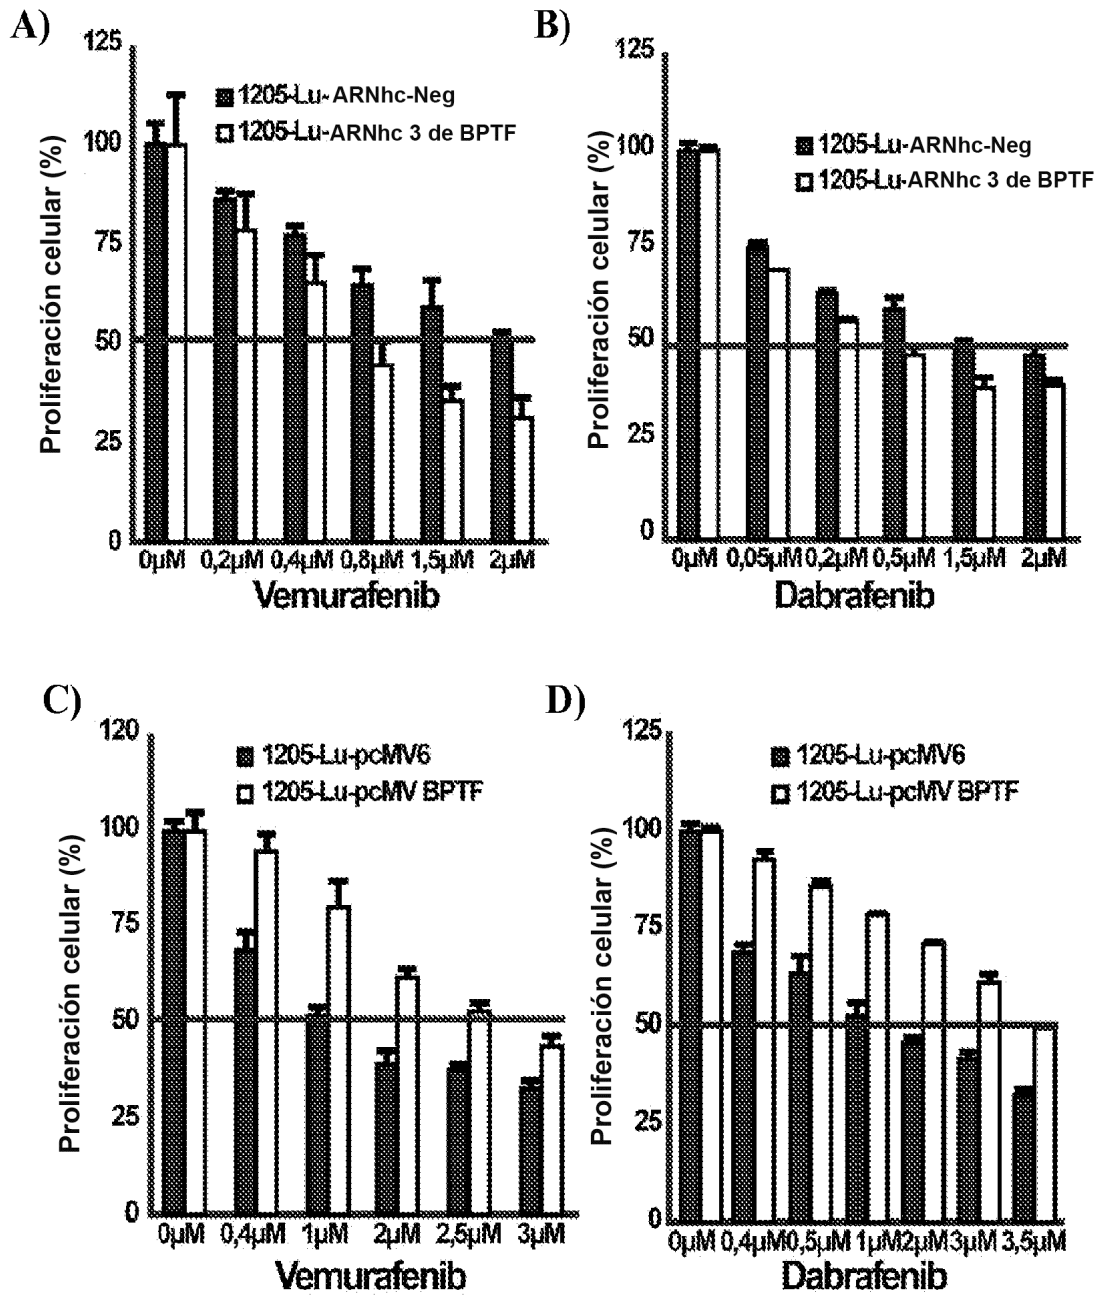 A)
125
100
75
50
25
0
Proliferación celular (%)
1205-Lu- ARNhc-Neg
1205-Lu-ARNhc 3 de BPTF
0µM 0,2µM 0,4µM 0,8µM 1,5µM 2µM
Vemurafenib
B)
125
100
75
50
25
0
Proliferación celular (%)
1205-Lu-ARNhc-Neg
1205-Lu-ARNhc 3 de BPTF
0µM 0,05µM 0,2µM 0,5µM 1,5µM 2µM
Dabrafenib
C)
120
100
75
50
25
0
Proliferación celular (%)
1205-Lu-pcMV6
1205-Lu-pcMV BPTF
0µM 0,4µM 1µM 2µM 2,5µM 3µM
Vemurafenib
D)
125
100
75
50
25
0
Proliferación celular (%)
1205-Lu-pcMV6
1205-Lu-pcMV BPTF
0µM 0,4µM 0,5µM 1µM 2µM 3µM 3,5µM
Dabrafenib